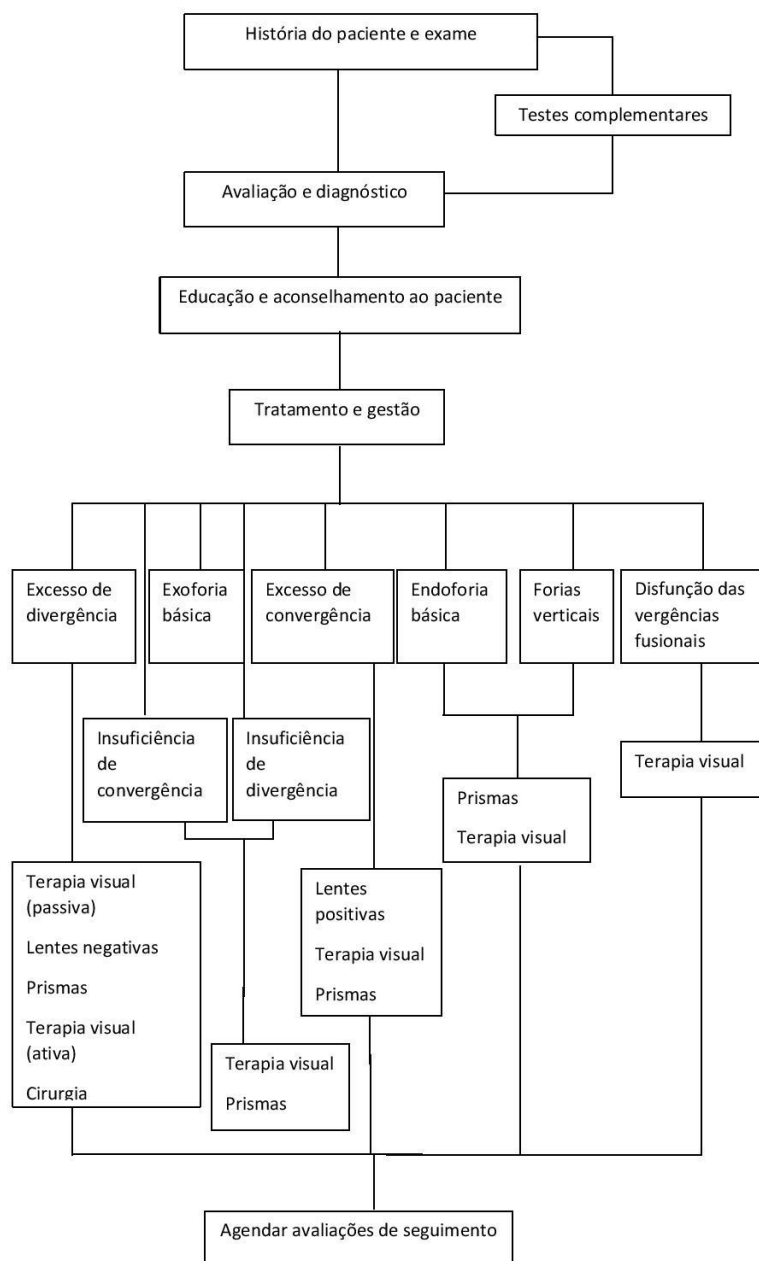 História do paciente e exame
Testes complementares
Avaliação e diagnóstico
Educação e aconselhamento ao paciente
Tratamento e gestão
Excesso de
divergência
Exoforia
básica
Excesso de
convergência
Endoforia
básica
Forias
verticais
Disfunção das
vergências
fusionais
Insuficiência
de
convergência
Insuficiência
de
divergência
Terapia visual
Prismas
Terapia visual
Terapia visual
(passiva)
Lentes negativas
Prismas
Terapia visual
(ativa)
Cirurgia
Lentes
positivas
Terapia visual
Prismas
Terapia visual
Prismas
Agendar avaliações de seguimento